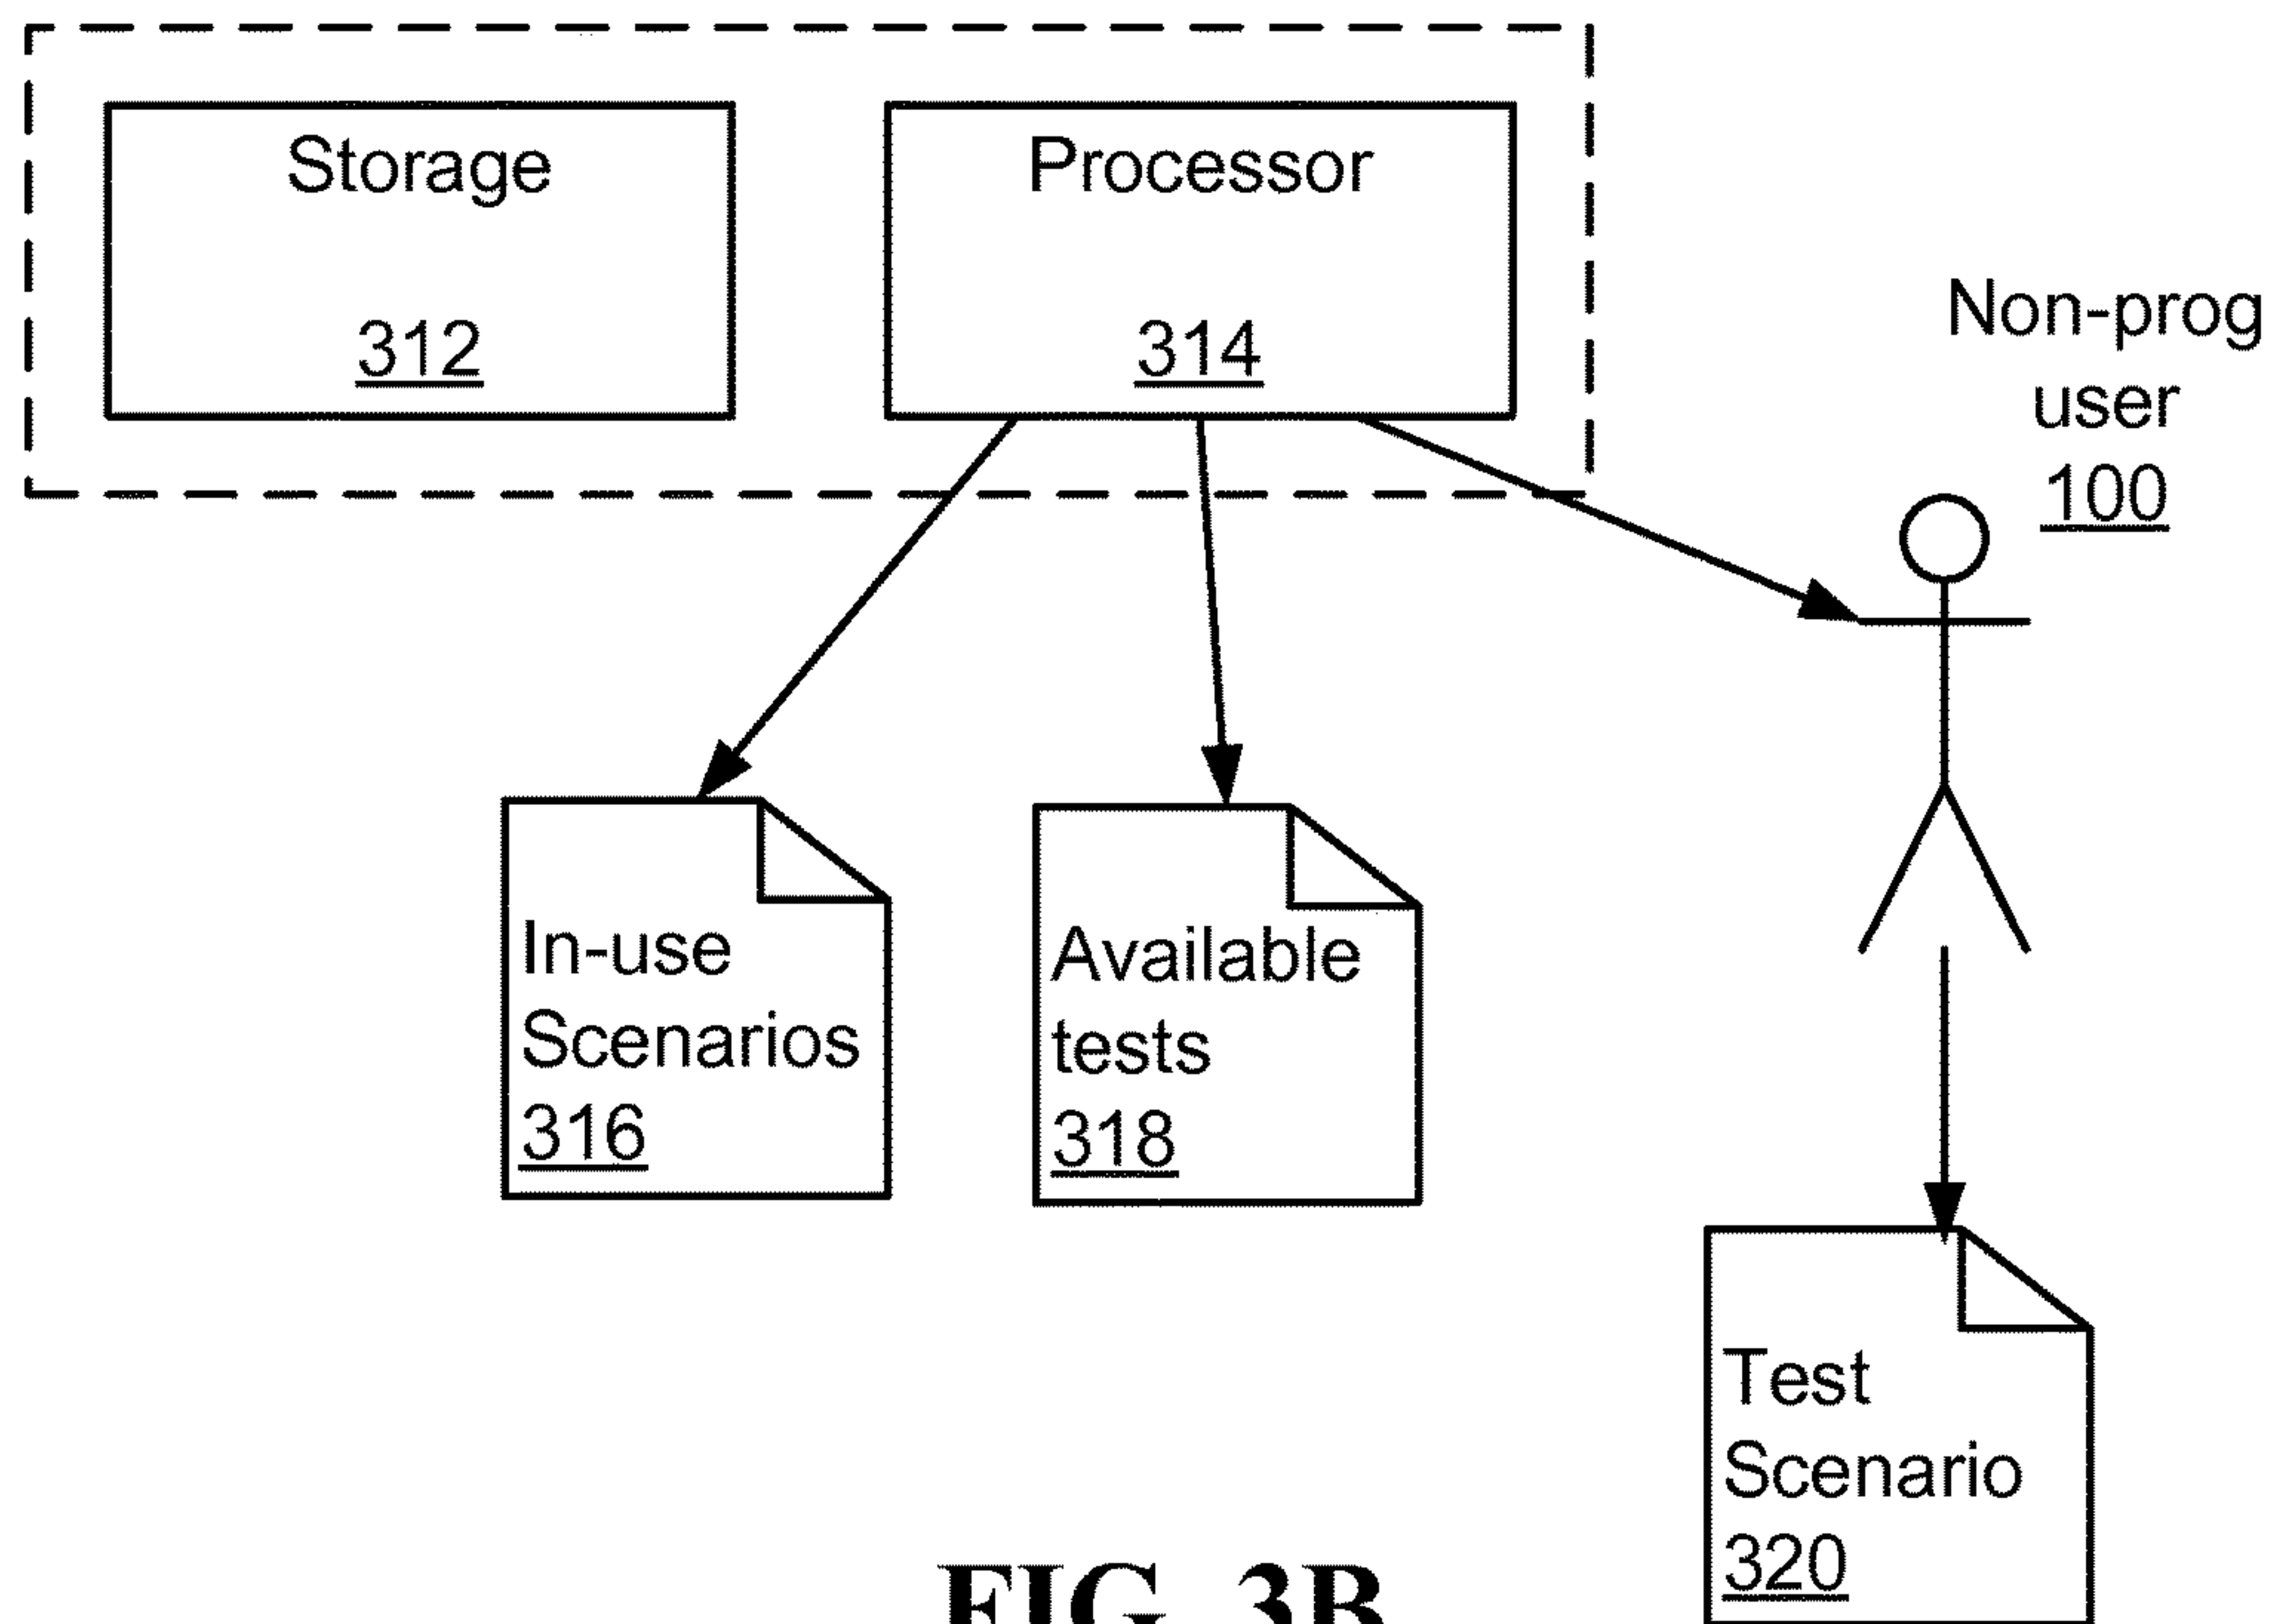 Storage
312
Processor
314
Non-prog
user
100
In-use
Scenarios
316
Available
tests
318
Test
Scenario
320
FIG. 3B